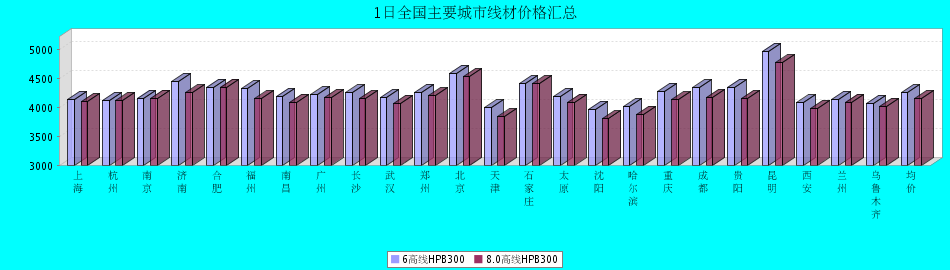 1日全国主要城市线材价格汇总
5000
4500
4000
3500
3000
上海 杭州 南京 济南 合肥 福州 南昌 广州 长沙 武汉 郑州 北京 天津 石家庄 太原 沈阳 哈尔滨 重庆 成都 贵阳 昆明 西安 兰州 乌鲁木齐 均价
6高线HPB300 8.0高线HPB300